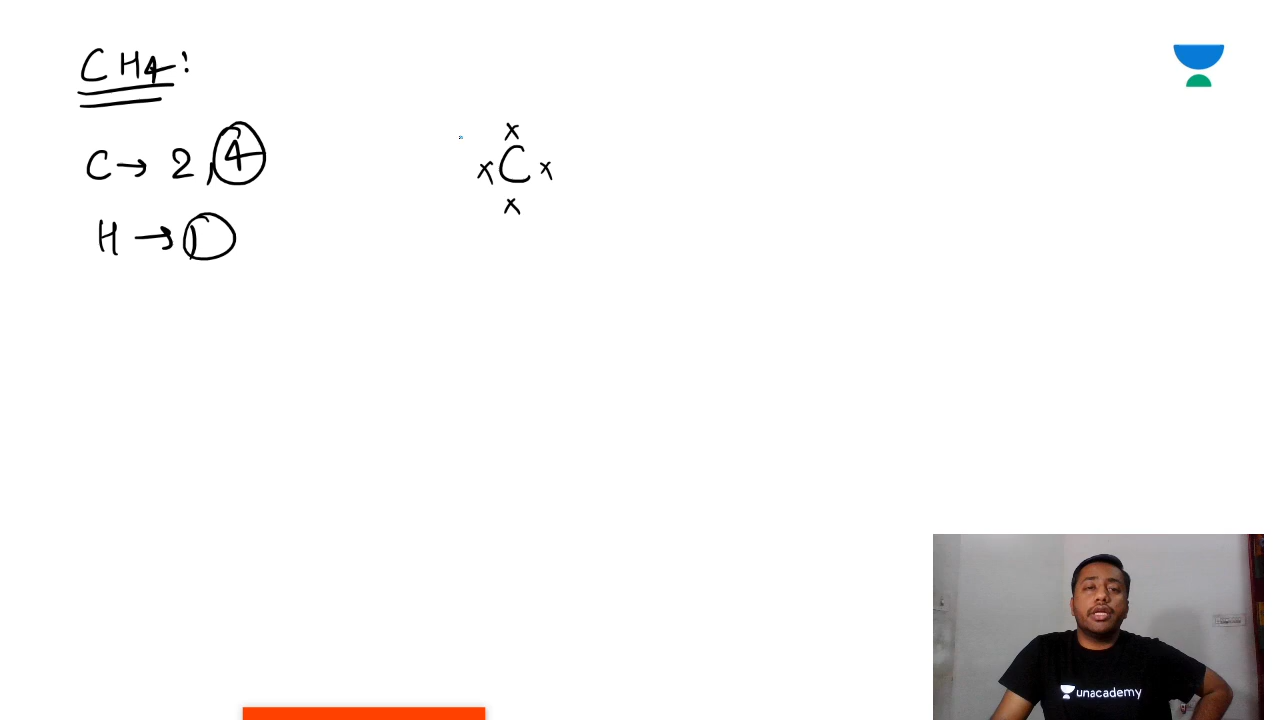 CH4:
C → 2, 4
H → 1
x
x C x
x
unacademy